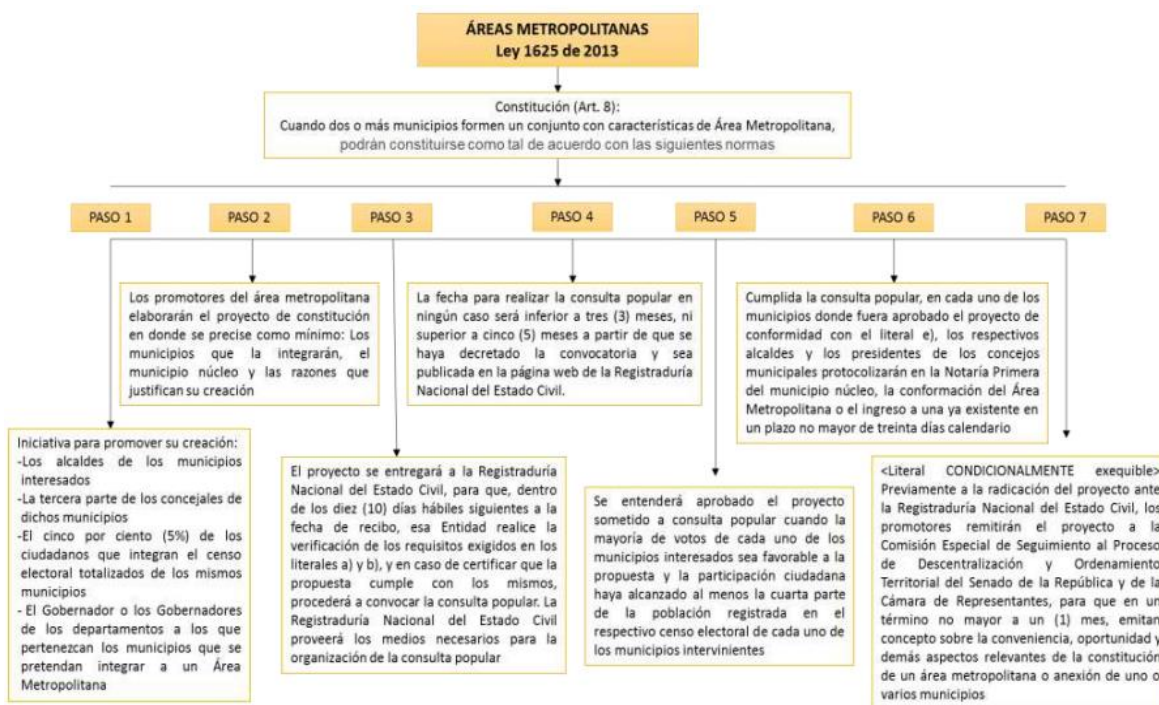 ÁREAS METROPOLITANAS
Ley 1625 de 2013
Constitución (Art. 8):
Cuando dos o más municipios formen un conjunto con características de Área Metropolitana,
podrán constituirse como tal de acuerdo con las siguientes normas
PASO 1
PASO 2
PASO 3
PASO 4
PASO 5
PASO 6
PASO 7
Iniciativa para promover su creación:
-Los alcaldes de los municipios
interesados
-La tercera parte de los concejales de
dichos municipios
-El cinco por ciento (5%) de los
ciudadanos que integran el censo
electoral totalizados de los mismos
municipios
- El Gobernador o los Gobernadores
de los departamentos a los que
pertenezcan los municipios que se
pretendan integrar a un Área
Metropolitana
Los promotores del área metropolitana
elaborarán el proyecto de constitución
en donde se precise como mínimo: Los
municipios que la integrarán, el
municipio núcleo y las razones que
justifican su creación
El proyecto se entregará a la Registraduría
Nacional del Estado Civil, para que, dentro
de los diez (10) días hábiles siguientes a la
fecha de recibo, esa Entidad realice la
verificación de los requisitos exigidos en los
literales a) y b), y en caso de certificar que la
propuesta cumple con los mismos,
procederá a convocar la consulta popular. La
Registraduría Nacional del Estado Civil
proveerá los medios necesarios para la
organización de la consulta popular
La fecha para realizar la consulta popular en
ningún caso será inferior a tres (3) meses, ni
superior a cinco (5) meses a partir de que se
haya decretado la convocatoria y sea
publicada en la página web de la Registraduría
Nacional del Estado Civil.
Se entenderá aprobado el proyecto
sometido a consulta popular cuando la
mayoría de votos de cada uno de los
municipios interesados sea favorable a la
propuesta y la participación ciudadana
haya alcanzado al menos la cuarta parte
de la población registrada en el
respectivo censo electoral de cada uno de
los municipios intervinientes
Cumplida la consulta popular, en cada uno de los
municipios donde fuera aprobado el proyecto de
conformidad con el literal e), los respectivos
alcaldes y los presidentes de los concejos
municipales protocolizarán en la Notaría Primera
del municipio núcleo, la conformación del Área
Metropolitana o el ingreso a una ya existente en
un plazo no mayor de treinta días calendario
<Literal CONDICIONALMENTE exequible>
Previamente a la radicación del proyecto ante
la Registraduría Nacional del Estado Civil, los
promotores remitirán el proyecto a la
Comisión Especial de Seguimiento al Proceso
de Descentralización y Ordenamiento
Territorial del Senado de la República y de la
Cámara de Representantes, para que en un
término no mayor a un (1) mes, emitan
concepto sobre la conveniencia, oportunidad y
demás aspectos relevantes de la constitución
de un área metropolitana o anexión de uno o
varios municipios